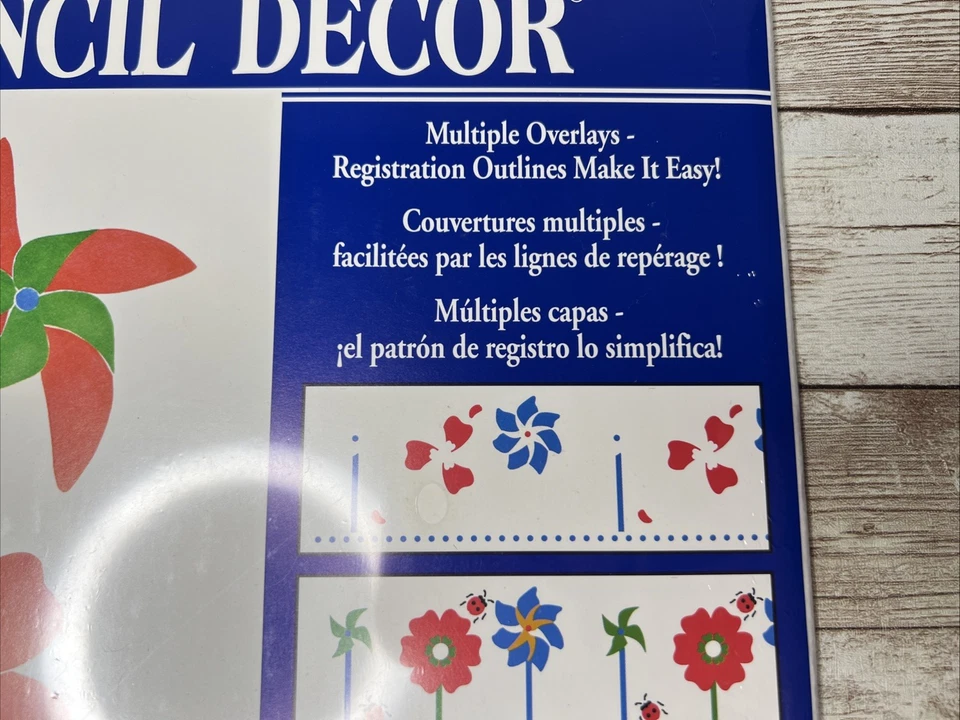 NCIL DECOR®
Multiple Overlays -
Registration Outlines Make It Easy!
Couvertures multiples -
facilitées par les lignes de repérage !
Múltiples capas -
¡el patrón de registro lo simplifica!